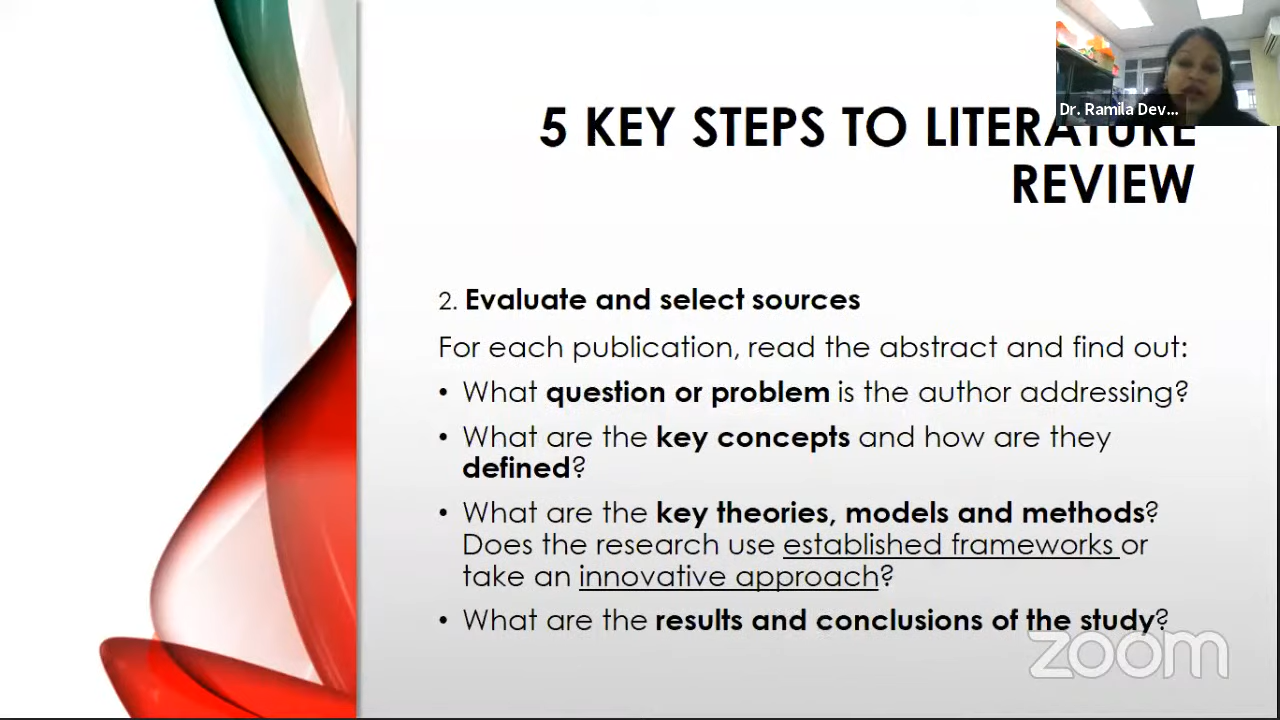 Dr. Ramila Dev...
5 KEY STEPS TO LITERATURE
REVIEW
2. Evaluate and select sources
For each publication, read the abstract and find out:
• What question or problem is the author addressing?
• What are the key concepts and how are they
defined?
• What are the key theories, models and methods?
Does the research use established frameworks or
take an innovative approach?
• What are the results and conclusions of the study?
zoom